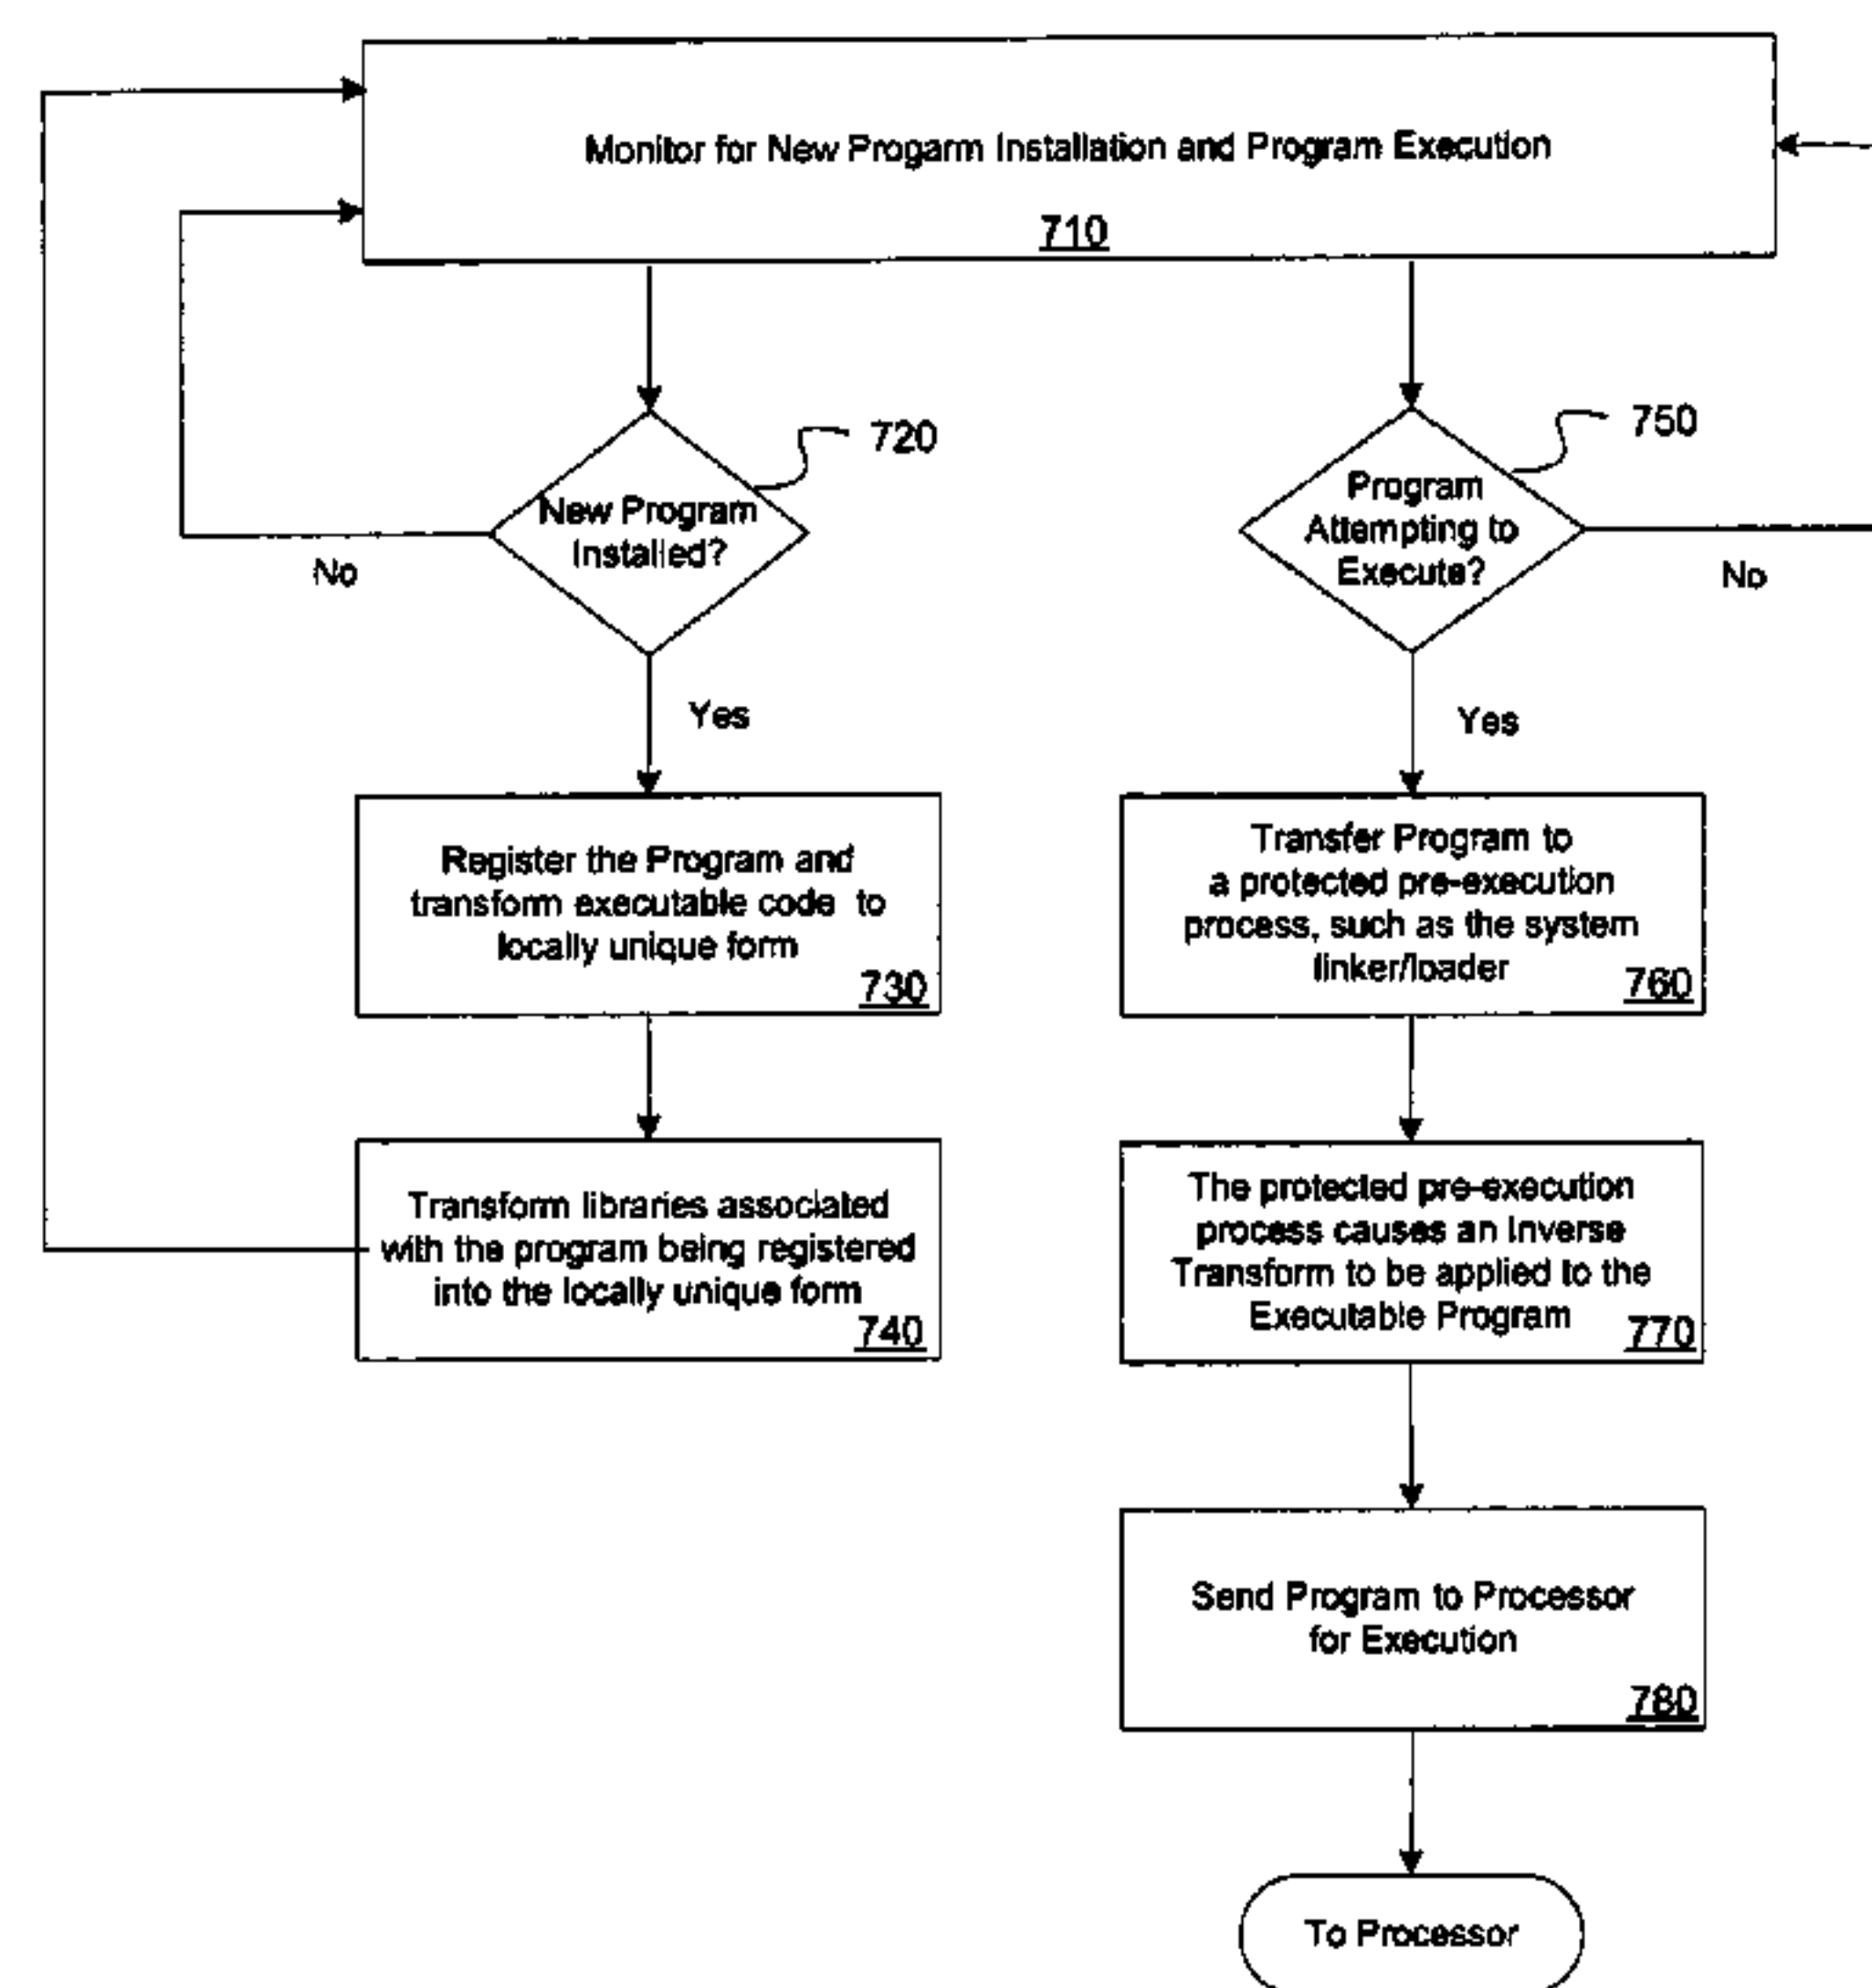 Monitor for New Progarm Installation and Program Execution
710
720
New Program
Installed?
No
Yes
Register the Program and
transform executable code to
locally unique form
730
Transform libraries associated
with the program being registered
into the locally unique form
740
750
Program
Attempting to
Execute?
No
Yes
Transfer Program to
a protected pre-execution
process, such as the system
linker/loader
760
The protected pre-execution
process causes an Inverse
Transform to be applied to the
Executable Program
770
Send Program to Processor
for Execution
780
To Processor